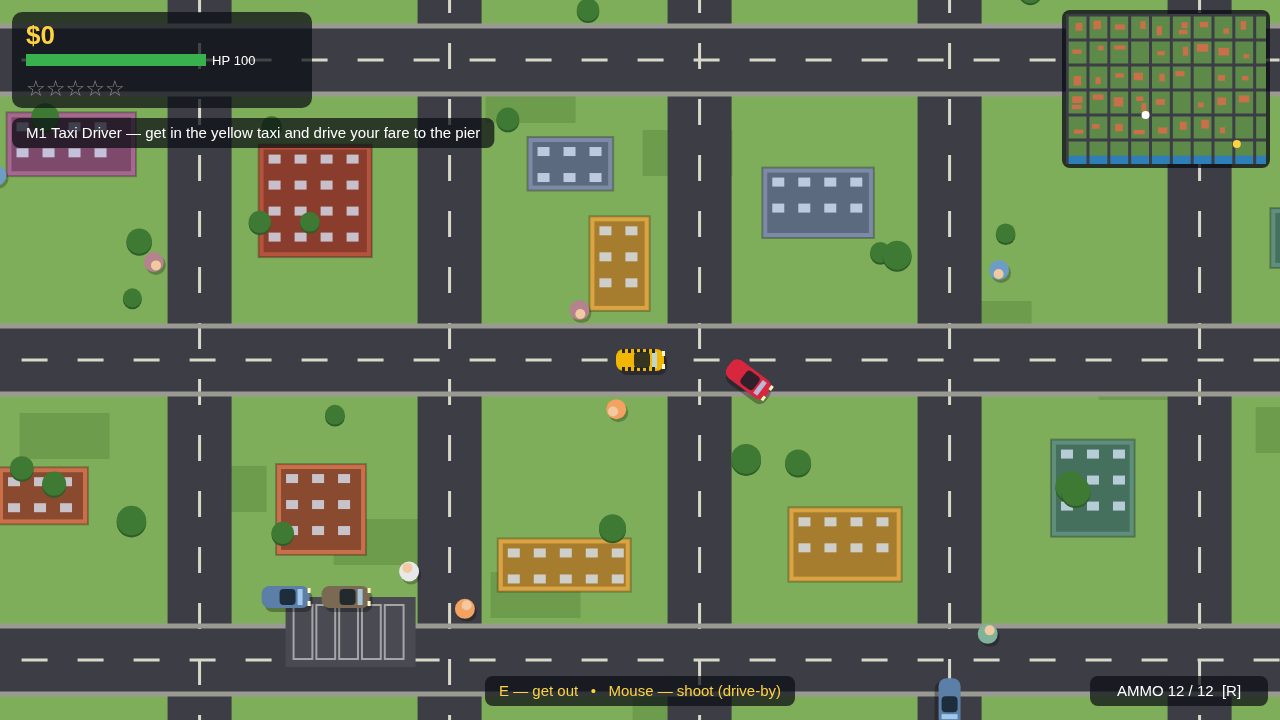 $0
HP 100
☆☆☆☆☆
M1 Taxi Driver — get in the yellow taxi and drive your fare to the pier
E — get out • Mouse — shoot (drive-by)
AMMO 12 / 12 [R]